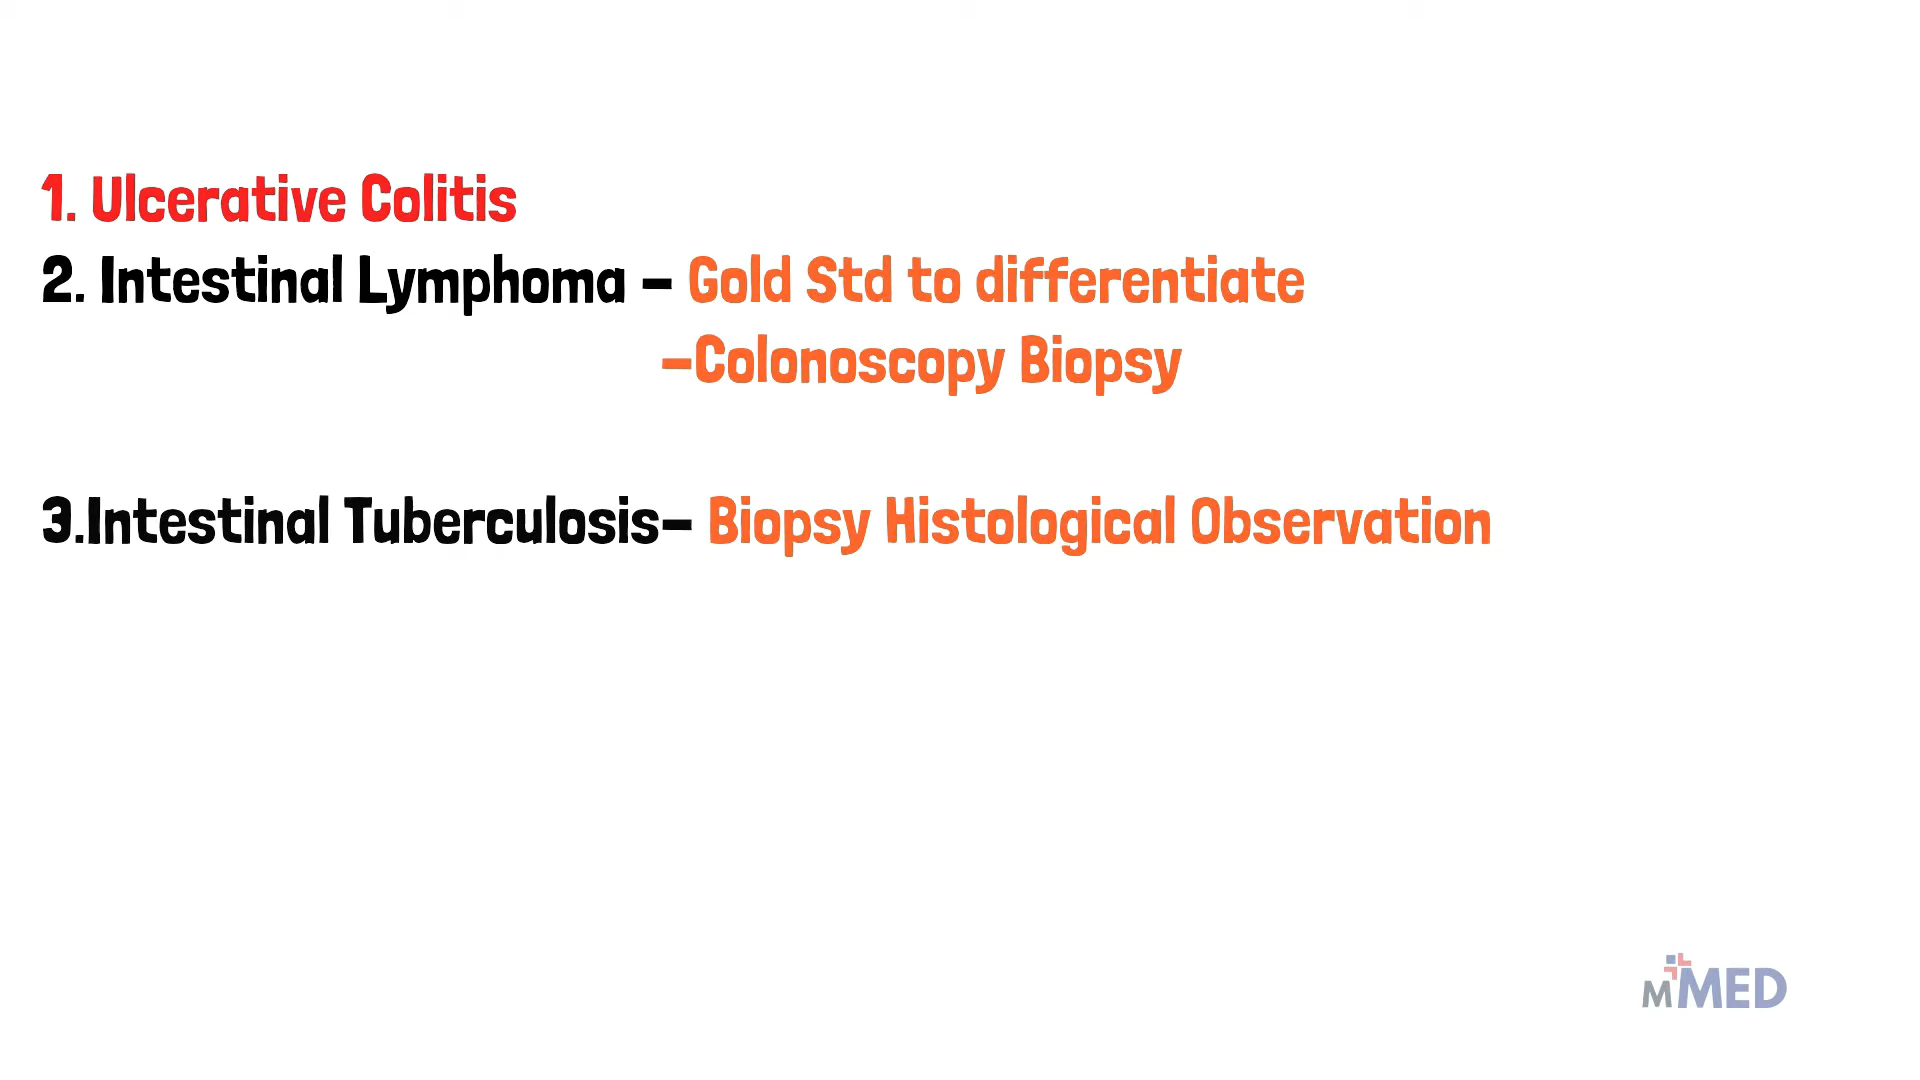 1. Ulcerative Colitis
2. Intestinal Lymphoma - Gold Std to differentiate
-Colonoscopy Biopsy
3.Intestinal Tuberculosis- Biopsy Histological Observation
MMED